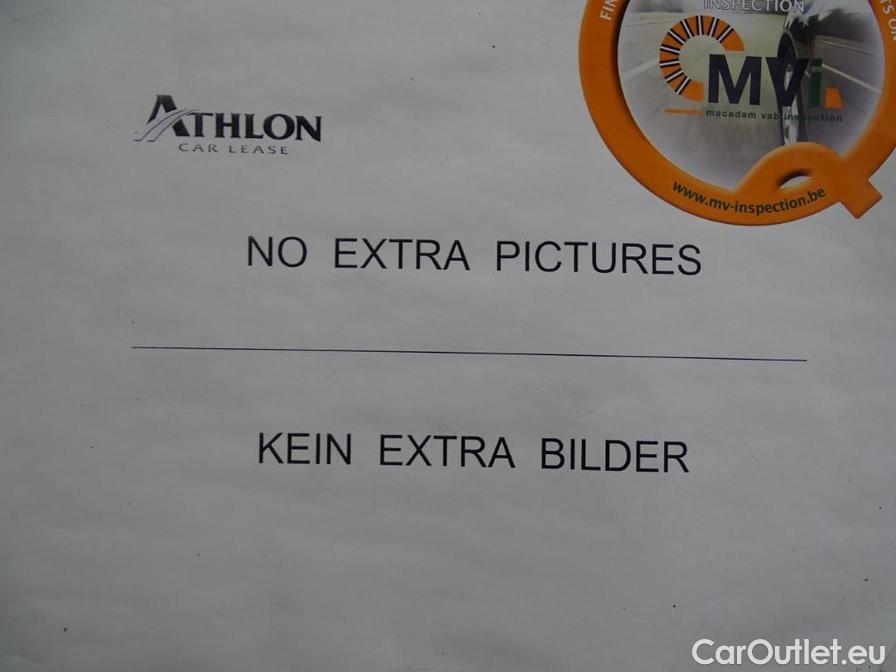 INSPECTION
MVi.
macadam vab inspection
www.mv-inspection.be
ATHLON
CAR LEASE
NO EXTRA PICTURES
KEIN EXTRA BILDER
CarOutlet.eu